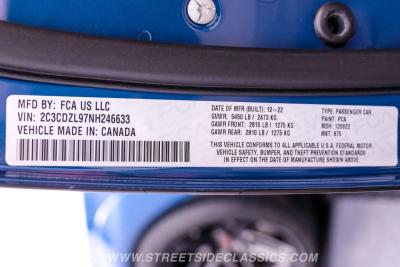 MFD BY: FCA US LLC
VIN: 2C3CDZL97NH246633
VEHICLE MADE IN: CANADA
DATE OF MFR (BUILT): 12-22
GVWR: 5450 LB / 2473 KG
GAWR FRONT: 2810 LB / 1275 KG
GAWR REAR: 2810 LB / 1275 KG
TYPE: PASSENGER CAR
PAINT: PCA
MDH: 120822
MKT: 875
THIS VEHICLE CONFORMS TO ALL APPLICABLE U.S.A. FEDERAL MOTOR
VEHICLE SAFETY, BUMPER, AND THEFT PREVENTION STANDARDS IN
EFFECT ON THE DATE OF MANUFACTURE SHOWN ABOVE.
WWW.STREETSIDECLASSICS.COM